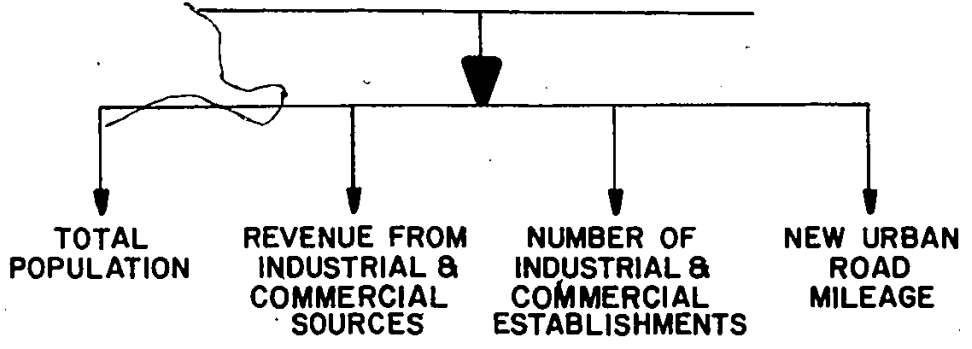 TOTAL
POPULATION
REVENUE FROM
INDUSTRIAL &
COMMERCIAL
SOURCES
NUMBER OF
INDUSTRIAL &
COMMERCIAL
ESTABLISHMENTS
NEW URBAN
ROAD
MILEAGE